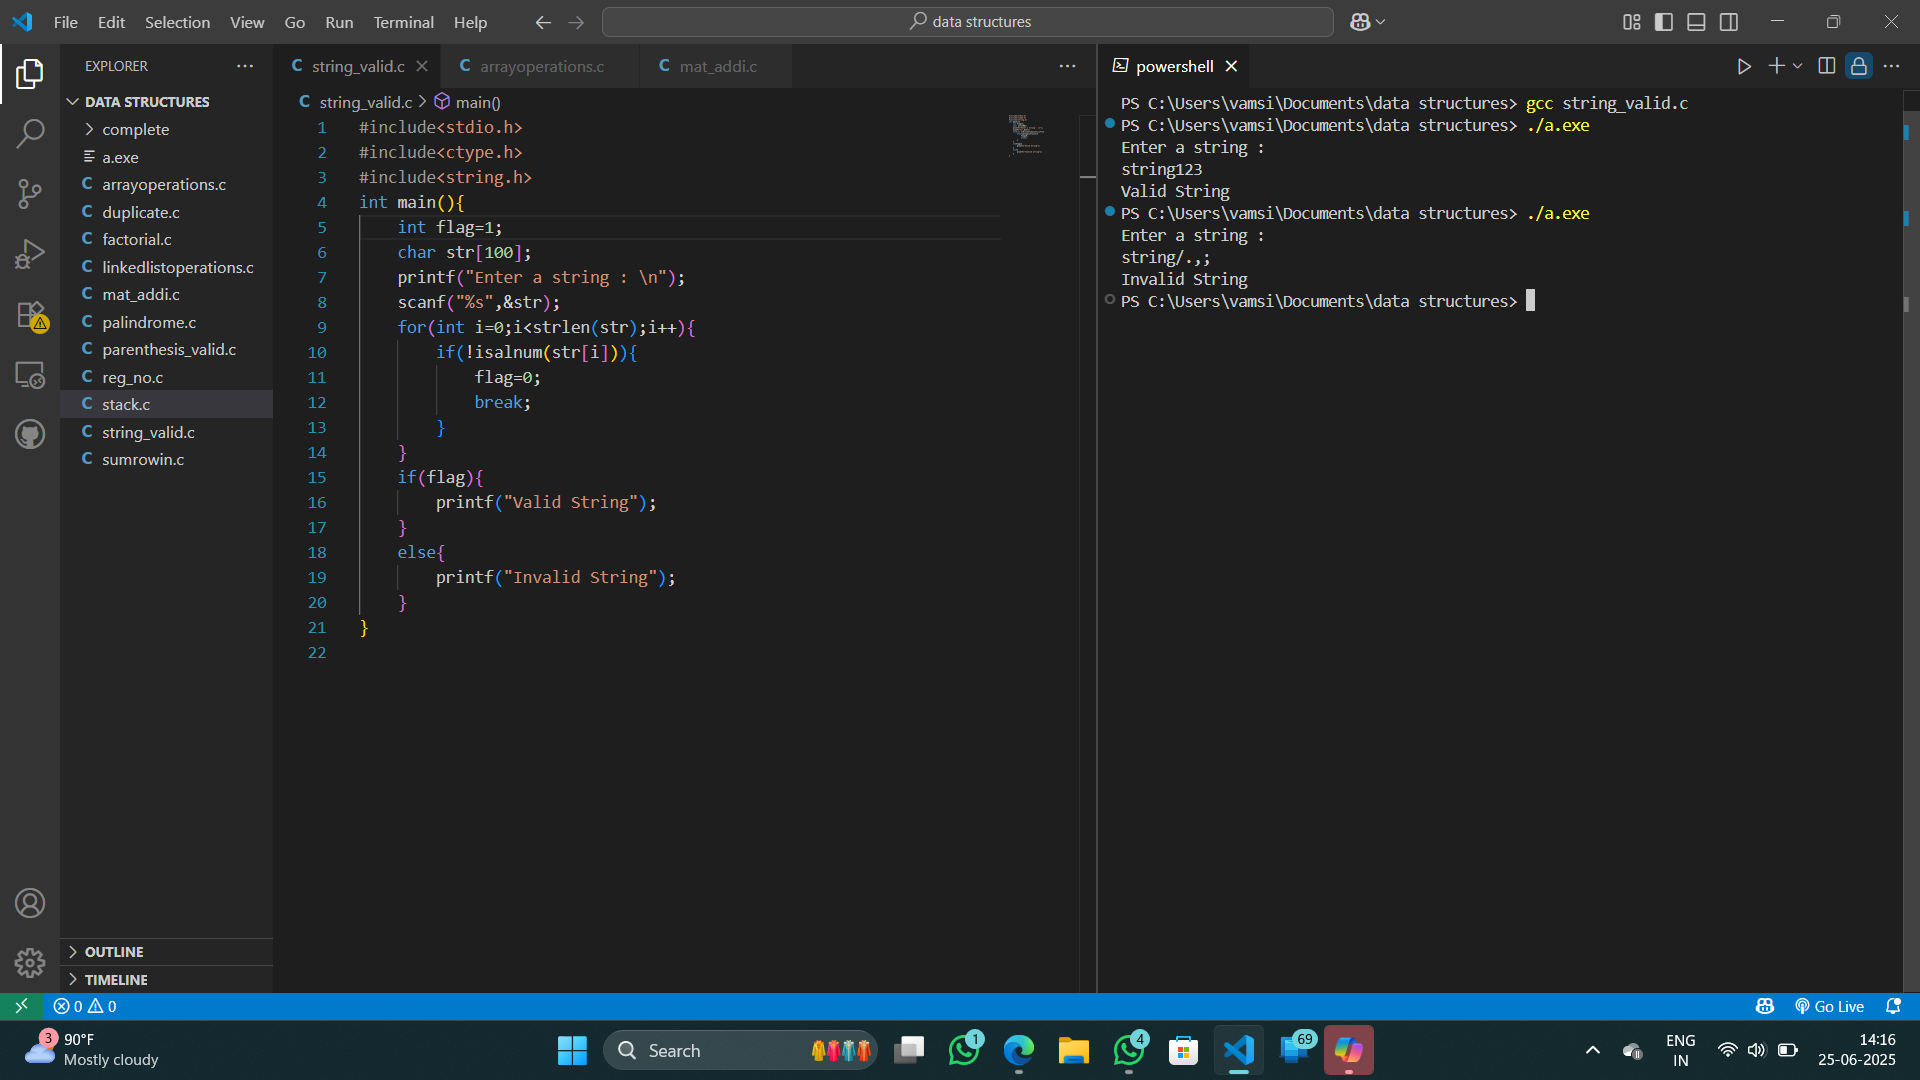 File Edit Selection View Go Run Terminal Help
data structures
EXPLORER
DATA STRUCTURES
complete
a.exe
C arrayoperations.c
C duplicate.c
C factorial.c
C linkedlistoperations.c
C mat_addi.c
C palindrome.c
C parenthesis_valid.c
C reg_no.c
C stack.c
C string_valid.c
C sumrowin.c
OUTLINE
TIMELINE
C string_valid.c
C arrayoperations.c
C mat_addi.c
C string_valid.c > main()
1 #include<stdio.h>
2 #include<ctype.h>
3 #include<string.h>
4 int main(){
5 int flag=1;
6 char str[100];
7 printf("Enter a string : \n");
8 scanf("%s",&str);
9 for(int i=0;i<strlen(str);i++){
10 if(!isalnum(str[i])){
11 flag=0;
12 break;
13 }
14 }
15 if(flag){
16 printf("Valid String");
17 }
18 else{
19 printf("Invalid String");
20 }
21 }
22
powershell
PS C:\Users\vamsi\Documents\data structures> gcc string_valid.c
PS C:\Users\vamsi\Documents\data structures> ./a.exe
Enter a string :
string123
Valid String
PS C:\Users\vamsi\Documents\data structures> ./a.exe
Enter a string :
string/.,;
Invalid String
PS C:\Users\vamsi\Documents\data structures>
0 0
Go Live
3
90°F
Mostly cloudy
Search
1
4
69
ENG
IN
14:16
25-06-2025